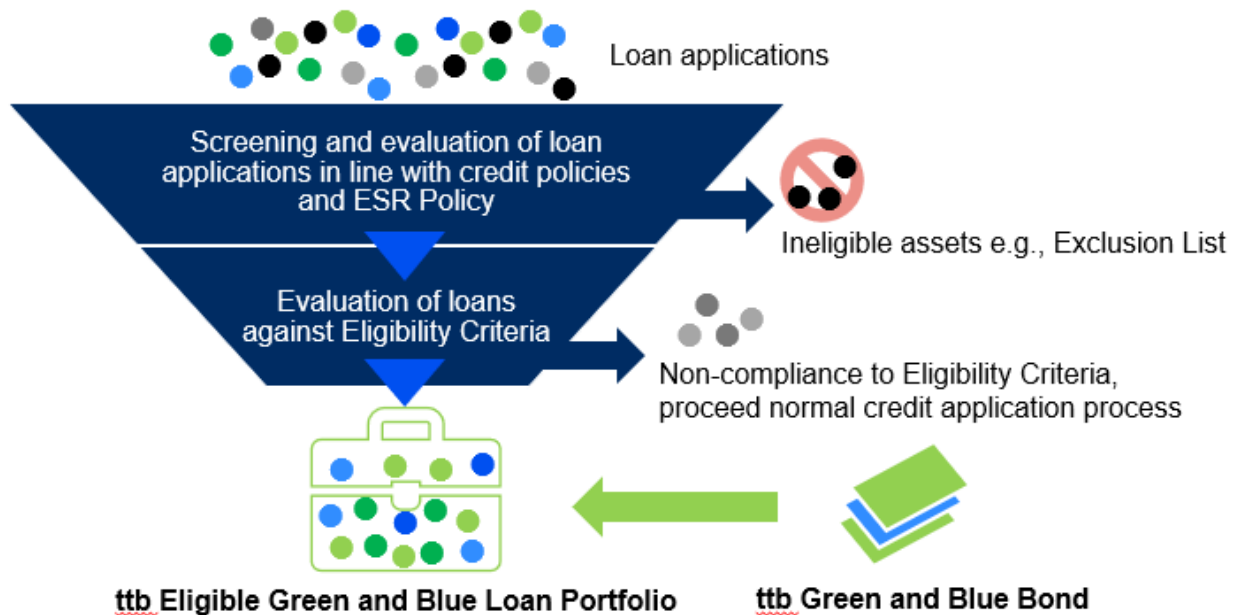 Loan applications
Screening and evaluation of loan
applications in line with credit policies
and ESR Policy
Ineligible assets e.g., Exclusion List
Evaluation of loans
against Eligibility Criteria
Non-compliance to Eligibility Criteria,
proceed normal credit application process
ttb Eligible Green and Blue Loan Portfolio
ttb Green and Blue Bond